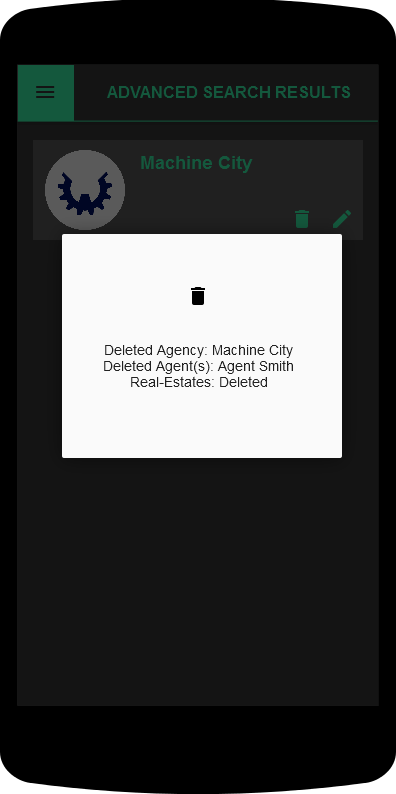 ADVANCED SEARCH RESULTS
Machine City
Deleted Agency: Machine City
Deleted Agent(s): Agent Smith
Real-Estates: Deleted